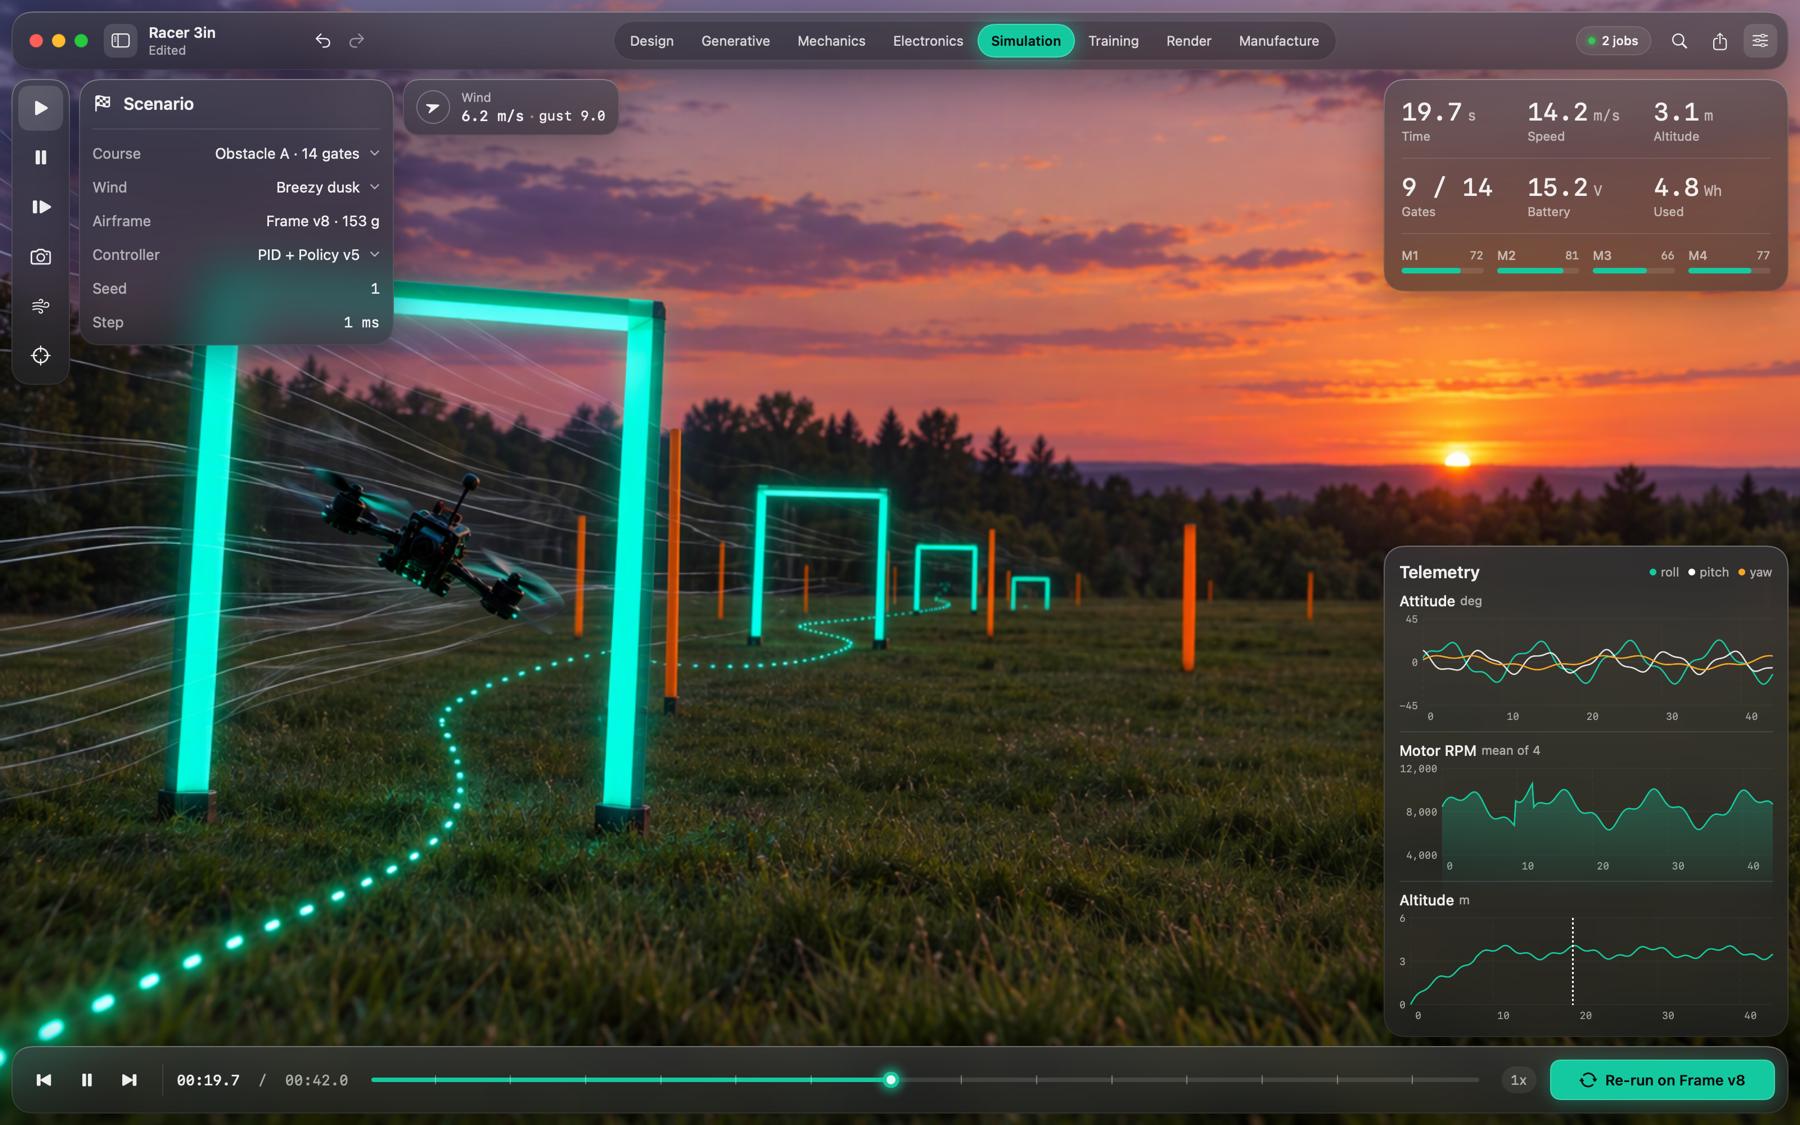 Racer 3in
Edited
Design Generative Mechanics Electronics Simulation Training Render Manufacture
2 jobs
Scenario
Course Obstacle A · 14 gates
Wind Breezy dusk
Airframe Frame v8 · 153 g
Controller PID + Policy v5
Seed 1
Step 1 ms
Wind
6.2 m/s · gust 9.0
19.7 s 14.2 m/s 3.1 m
Time Speed Altitude
9 / 14 15.2 V 4.8 Wh
Gates Battery Used
M1 72 M2 81 M3 66 M4 77
Telemetry roll pitch yaw
Attitude deg
45
0
−45
0 10 20 30 40
Motor RPM mean of 4
12,000
8,000
4,000
0 10 20 30 40
Altitude m
6
3
0
0 10 20 30 40
00:19.7 / 00:42.0 1x Re-run on Frame v8